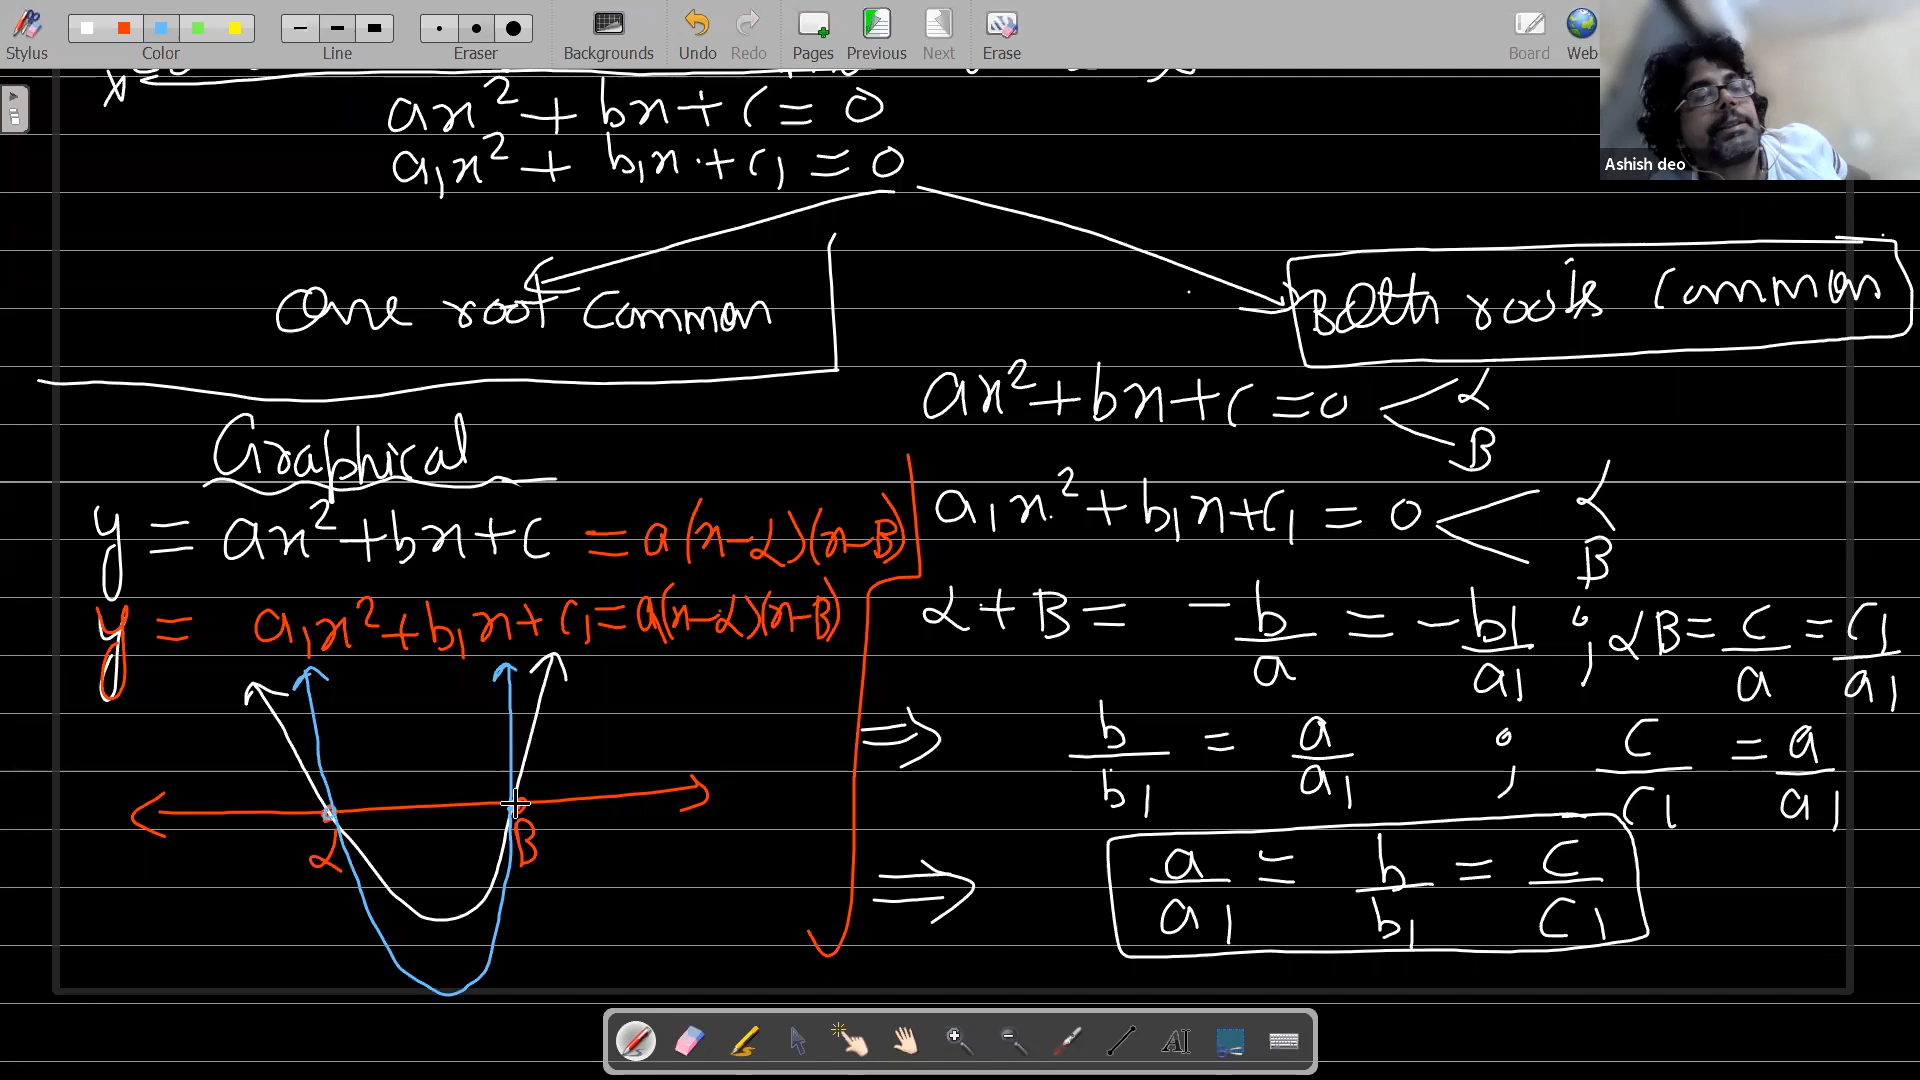 Stylus Color Line Eraser Backgrounds Undo Redo Pages Previous Next Erase Board Web
Ashish deo
ax² + bx + c = 0
a₁x² + b₁x + c₁ = 0
One root common
Both roots common
ax² + bx + c = 0 < α β
a₁x² + b₁x + c₁ = 0 < α β
α + β = -b/a = -b₁/a₁ ; αβ = c/a = c₁/a₁
⇒ b/b₁ = a/a₁ ; c/c₁ = a/a₁
⇒ a/a₁ = b/b₁ = c/c₁
Graphical
y = ax² + bx + c = a(x-α)(x-β)
y = a₁x² + b₁x + c₁ = a(x-α)(x-β)
α β